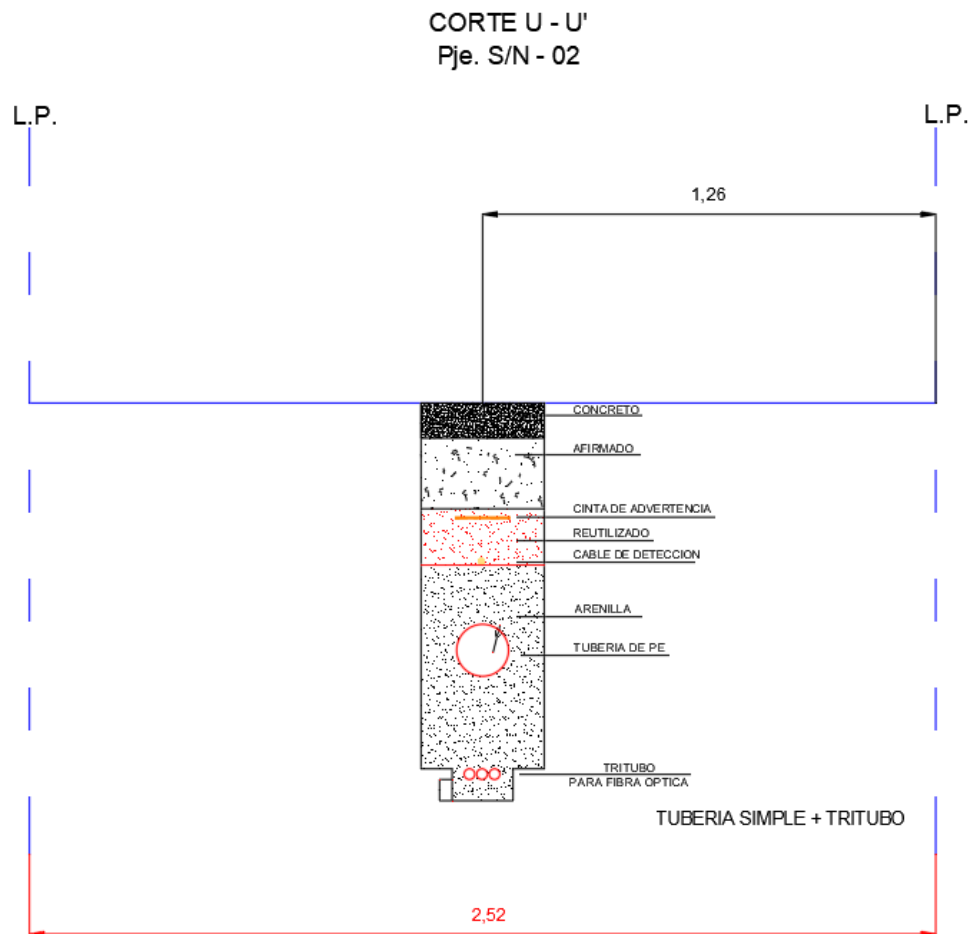 CORTE U - U'
Pje. S/N - 02
L.P.
L.P.
1,26
CONCRETO
AFIRMADO
CINTA DE ADVERTENCIA
REUTILIZADO
CABLE DE DETECCION
ARENILLA
TUBERIA DE PE
TRITUBO
PARA FIBRA OPTICA
TUBERIA SIMPLE + TRITUBO
2,52